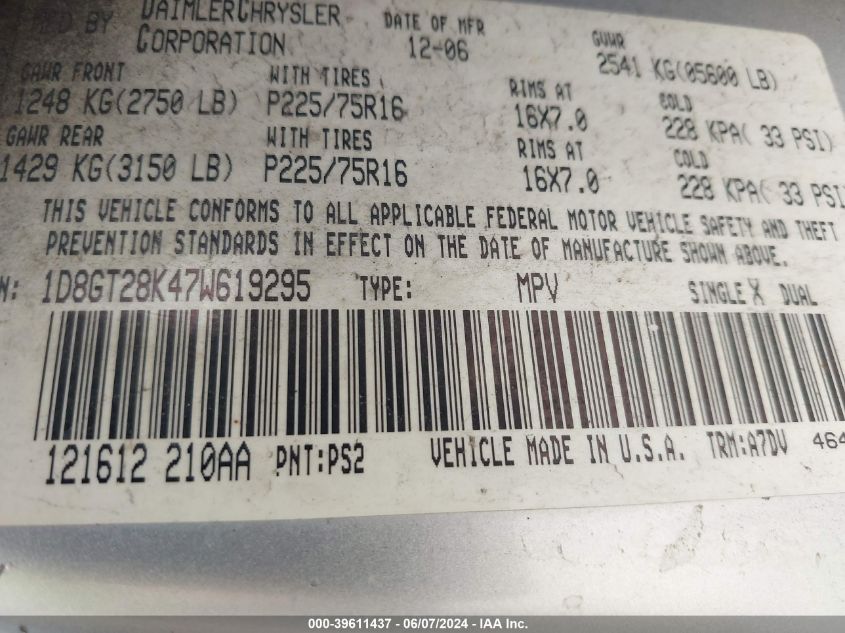 MFD BY DAIMLERCHRYSLER CORPORATION DATE OF MFR 12-06 GVWR 2541 KG(05600 LB)
GAWR FRONT WITH TIRES RIMS AT COLD
1248 KG(2750 LB) P225/75R16 16X7.0 228 KPA( 33 PSI)
GAWR REAR WITH TIRES RIMS AT COLD
1429 KG(3150 LB) P225/75R16 16X7.0 228 KPA( 33 PSI
THIS VEHICLE CONFORMS TO ALL APPLICABLE FEDERAL MOTOR VEHICLE SAFETY AND THEFT
PREVENTION STANDARDS IN EFFECT ON THE DATE OF MANUFACTURE SHOWN ABOVE.
N: 1D8GT28K47W619295 TYPE: MPV SINGLE X DUAL
121612 210AA PNT:PS2 VEHICLE MADE IN U.S.A. TRM:A7DV 464
000-39611437 - 06/07/2024 - IAA Inc.